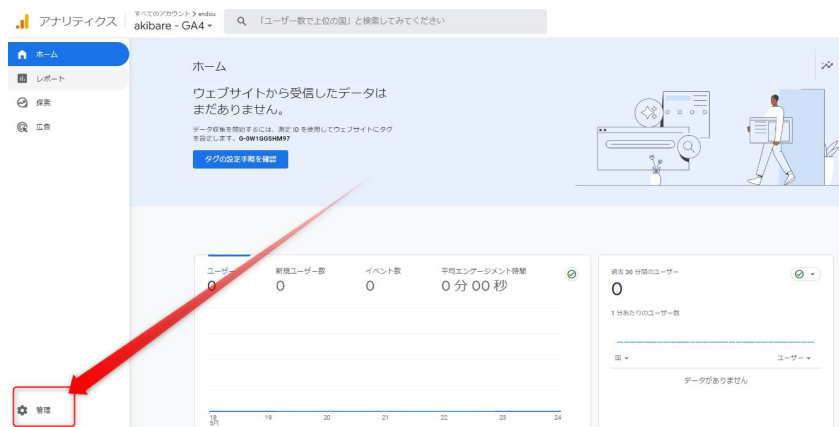 アナリティクス
すべてのアカウント > endou
akibare - GA4
「ユーザー数で上位の国」と検索してみてください
ホーム
レポート
探索
広告
管理
ホーム
ウェブサイトから受信したデータは
まだありません。
データ収集を開始するには、測定 ID を使用してウェブサイトにタグ
を設定します。G-0W1GGSHM97
タグの設定手順を確認
ユーザー
0
新規ユーザー数
0
イベント数
0
平均エンゲージメント時間
0 分 00 秒
18
5月
19
20
21
22
23
24
過去 30 分間のユーザー
0
1 分あたりのユーザー数
国
ユーザー
データがありません